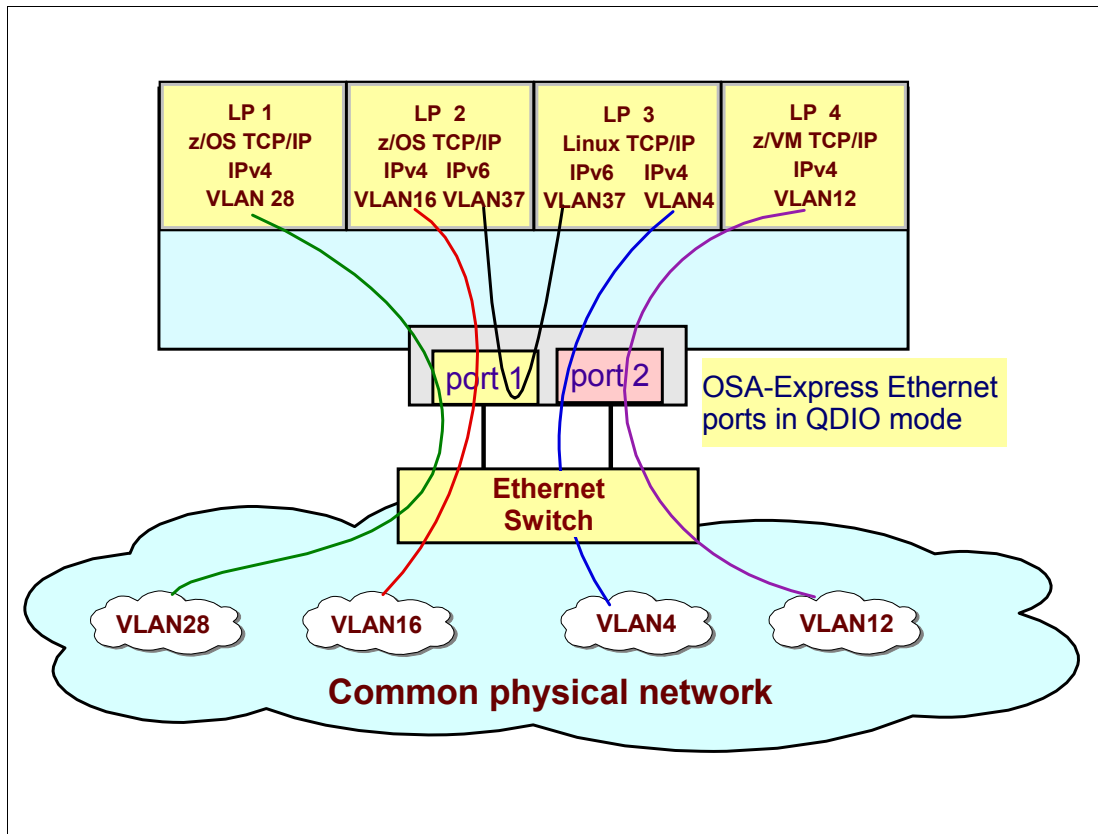 LP 1
z/OS TCP/IP
IPv4
VLAN 28
LP 2
z/OS TCP/IP
IPv4 IPv6
VLAN16 VLAN37
LP 3
Linux TCP/IP
IPv6 IPv4
VLAN37 VLAN4
LP 4
z/VM TCP/IP
IPv4
VLAN12
port 1
port 2
OSA-Express Ethernet
ports in QDIO mode
Ethernet
Switch
VLAN28
VLAN16
VLAN4
VLAN12
Common physical network